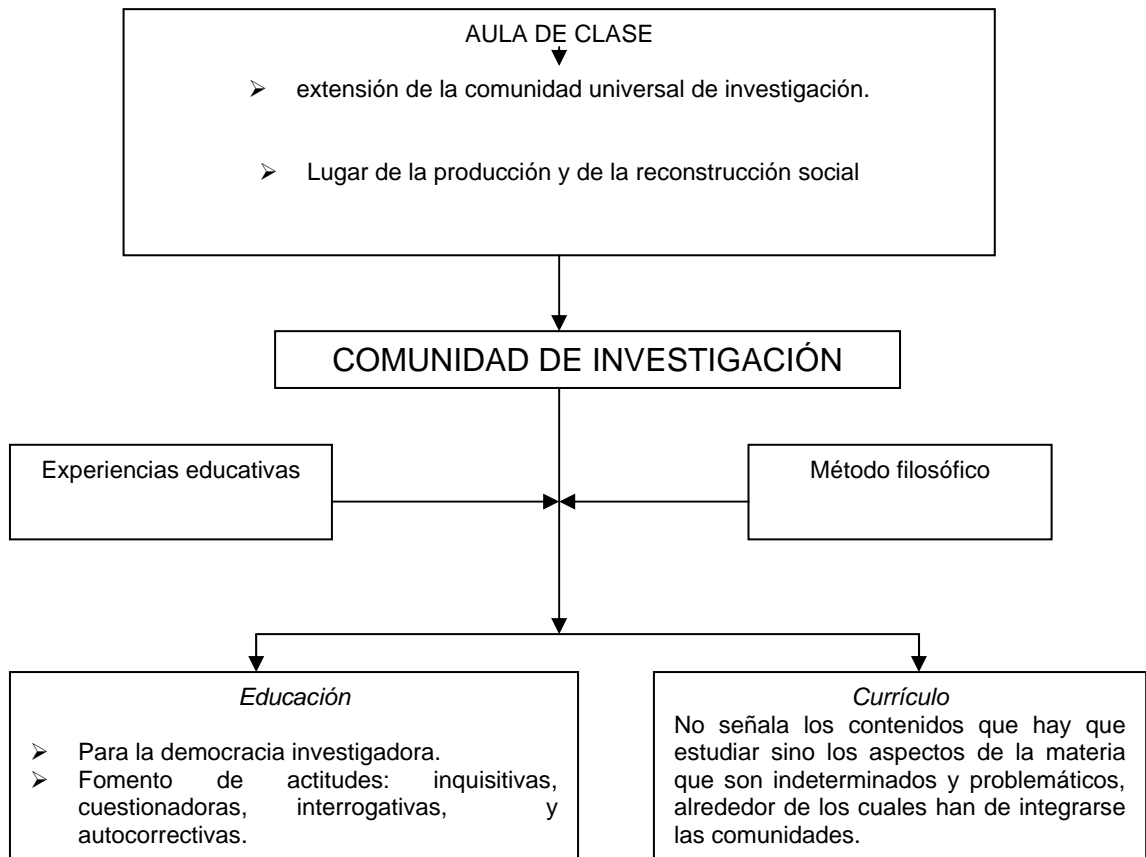 AULA DE CLASE
➢ extensión de la comunidad universal de investigación.
➢ Lugar de la producción y de la reconstrucción social
COMUNIDAD DE INVESTIGACIÓN
Experiencias educativas
Método filosófico
Educación
➢ Para la democracia investigadora.
➢ Fomento de actitudes: inquisitivas,
cuestionadoras, interrogativas, y
autocorrectivas.
Currículo
No señala los contenidos que hay que
estudiar sino los aspectos de la materia
que son indeterminados y problemáticos,
alrededor de los cuales han de integrarse
las comunidades.